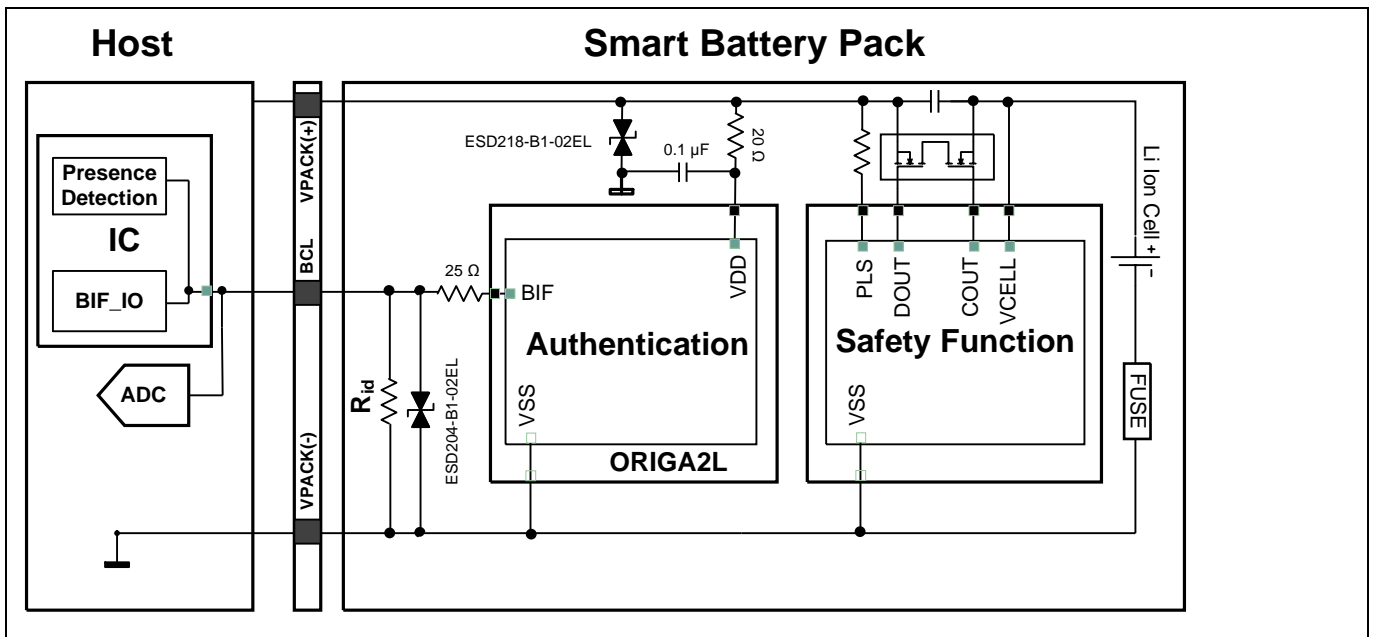 Host
Smart Battery Pack
VPACK(+)
BCL
VPACK(-)
Presence
Detection
IC
BIF_IO
ADC
ESD218-B1-02EL
0.1 µF
20 Ω
25 Ω
Rid
ESD204-B1-02EL
BIF
VDD
Authentication
VSS
ORIGA2L
PLS
DOUT
COUT
VCELL
Safety Function
VSS
Li Ion Cell + -
FUSE